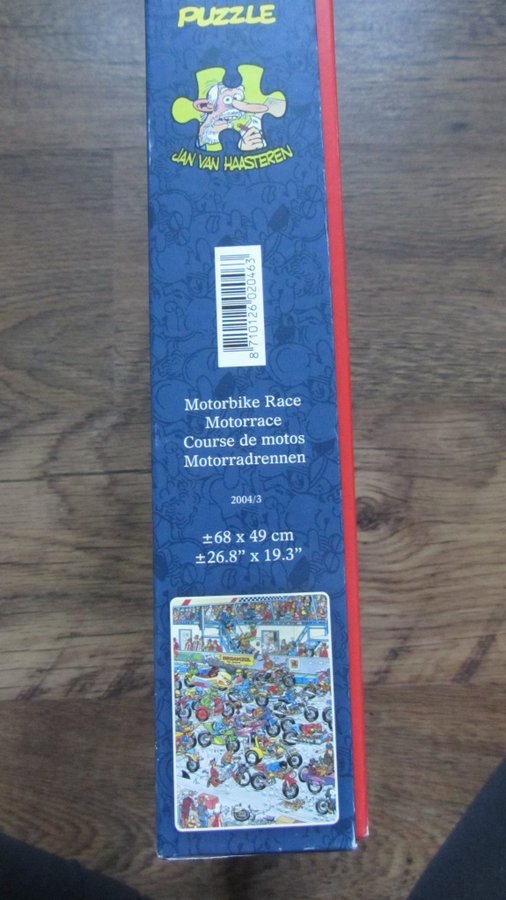 PUZZLE
JAN VAN HAASTEREN
8 710126 020463
Motorbike Race
Motorrace
Course de motos
Motorradrennen
2004/3
±68 x 49 cm
±26.8” x 19.3”